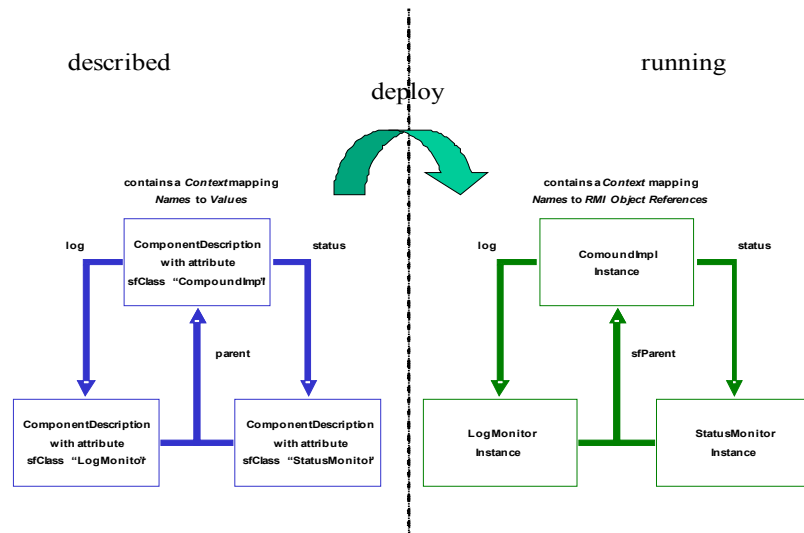 described
running
deploy
contains a Context mapping
Names to Values
contains a Context mapping
Names to RMI Object References
log
ComponentDescription
with attribute
sfClass “CompoundImpl”
status
log
ComoundImpl
Instance
status
parent
sfParent
ComponentDescription
with attribute
sfClass “LogMonitor”
ComponentDescription
with attribute
sfClass “StatusMonitor”
LogMonitor
Instance
StatusMonitor
Instance